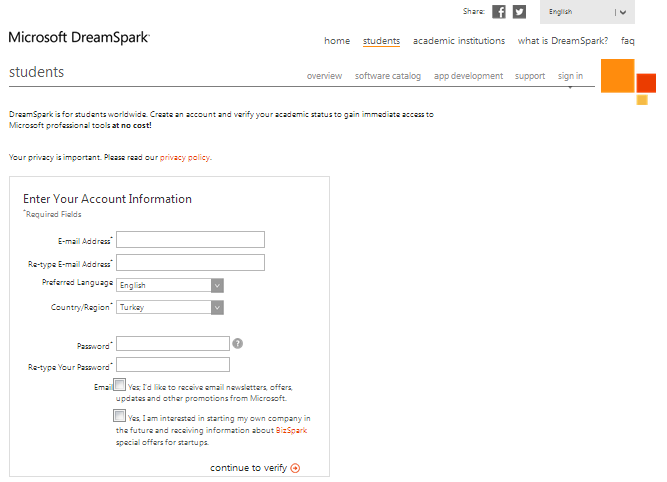 Share:
English
Microsoft DreamSpark
home students academic institutions what is DreamSpark? faq
students
overview software catalog app development support sign in
DreamSpark is for students worldwide. Create an account and verify your academic status to gain immediate access to
Microsoft professional tools at no cost!
Your privacy is important. Please read our privacy policy.
Enter Your Account Information
*Required Fields
E-mail Address*
Re-type E-mail Address*
Preferred Language English
Country/Region* Turkey
Password* ?
Re-type Your Password*
Email Yes; I'd like to receive email newsletters, offers,
updates and other promotions from Microsoft.
Yes, I am interested in starting my own company in
the future and receiving information about BizSpark
special offers for startups.
continue to verify